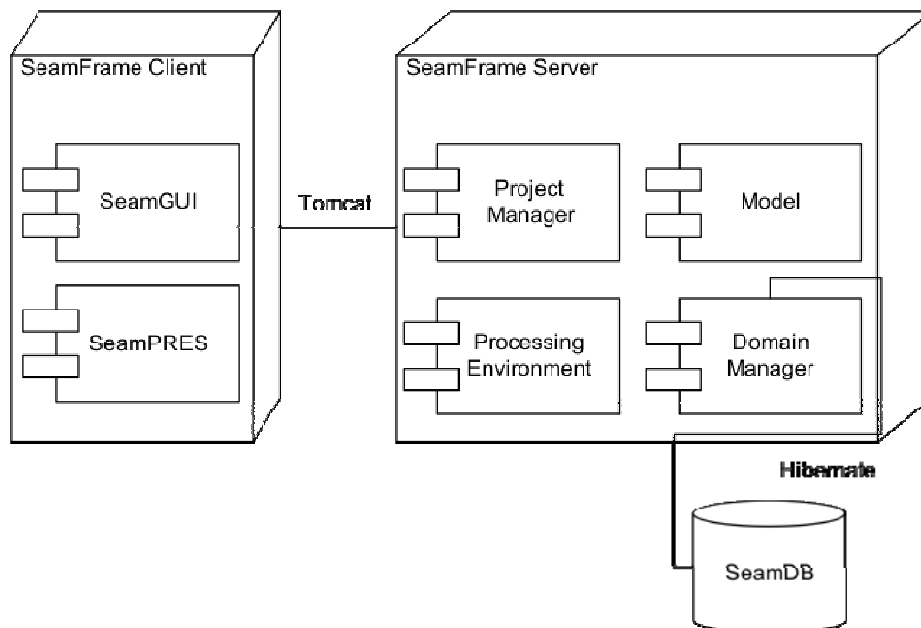 SeamFrame Client
SeamGUI
SeamPRES
Tomcat
SeamFrame Server
Project
Manager
Model
Processing
Environment
Domain
Manager
Hibernate
SeamDB